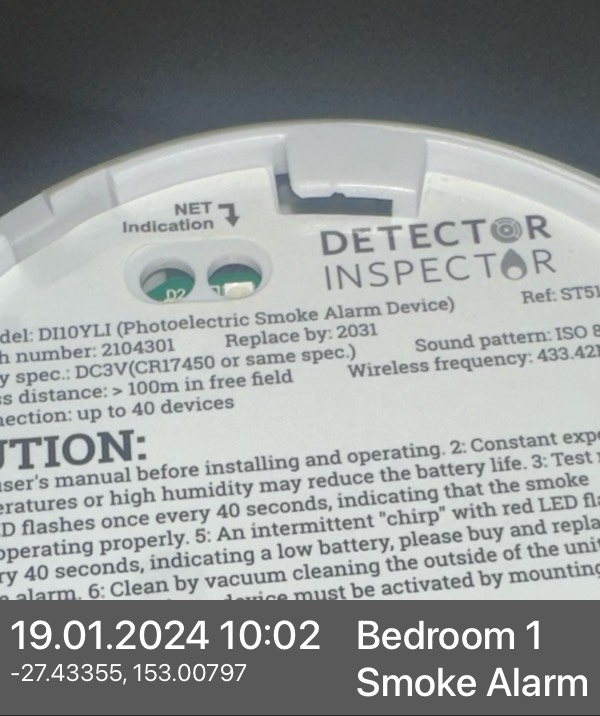 NET
Indication
D2
DETECTOR
INSPECTOR
del: DI10YLI (Photoelectric Smoke Alarm Device)
Ref: ST51
h number: 2104301
Replace by: 2031
y spec.: DC3V(CR17450 or same spec.)
Sound pattern: ISO 8
ss distance: > 100m in free field
Wireless frequency: 433.42
nection: up to 40 devices
UTION:
user's manual before installing and operating. 2: Constant expo
eratures or high humidity may reduce the battery life. 3: Test
D flashes once every 40 seconds, indicating that the smoke
operating properly. 5: An intermittent "chirp" with red LED fla
ry 40 seconds, indicating a low battery, please buy and repla
e alarm. 6: Clean by vacuum cleaning the outside of the unit
device must be activated by mounting
19.01.2024 10:02
-27.43355, 153.00797
Bedroom 1
Smoke Alarm